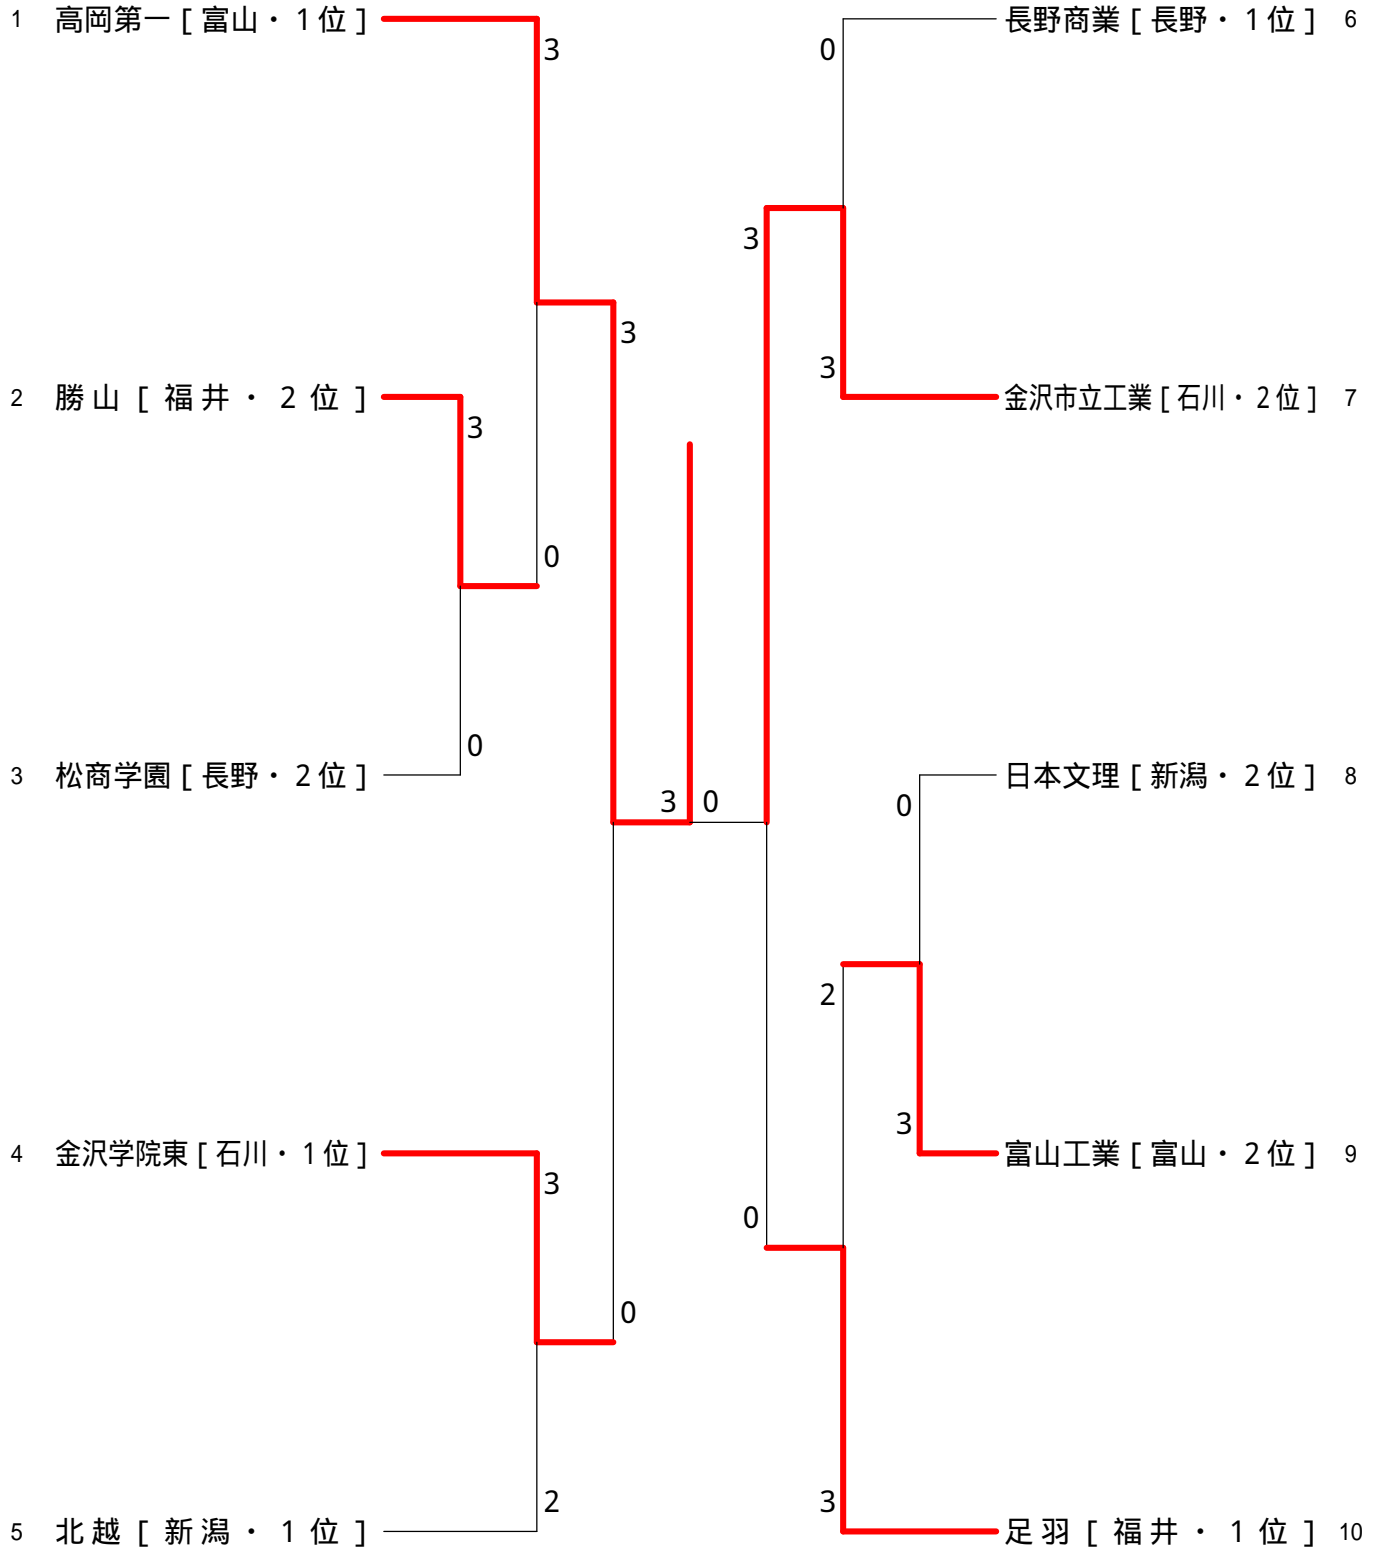 1 高岡第一 [ 富山・ 1位 ]
3
2 勝山 [ 福井・ 2位 ]
3
0
3 松商学園 [ 長野・ 2位 ]
0
3
4 金沢学院東 [ 石川・ 1位 ]
3
0
5 北越 [ 新潟・ 1位 ]
2
3 0
長野商業 [ 長野・ 1位 ] 6
0
3
金沢市立工業 [ 石川・ 2位 ] 7
3
日本文理 [ 新潟・ 2位 ] 8
0
2
富山工業 [ 富山・ 2位 ] 9
3
0
足羽 [ 福井・ 1位 ] 10
3